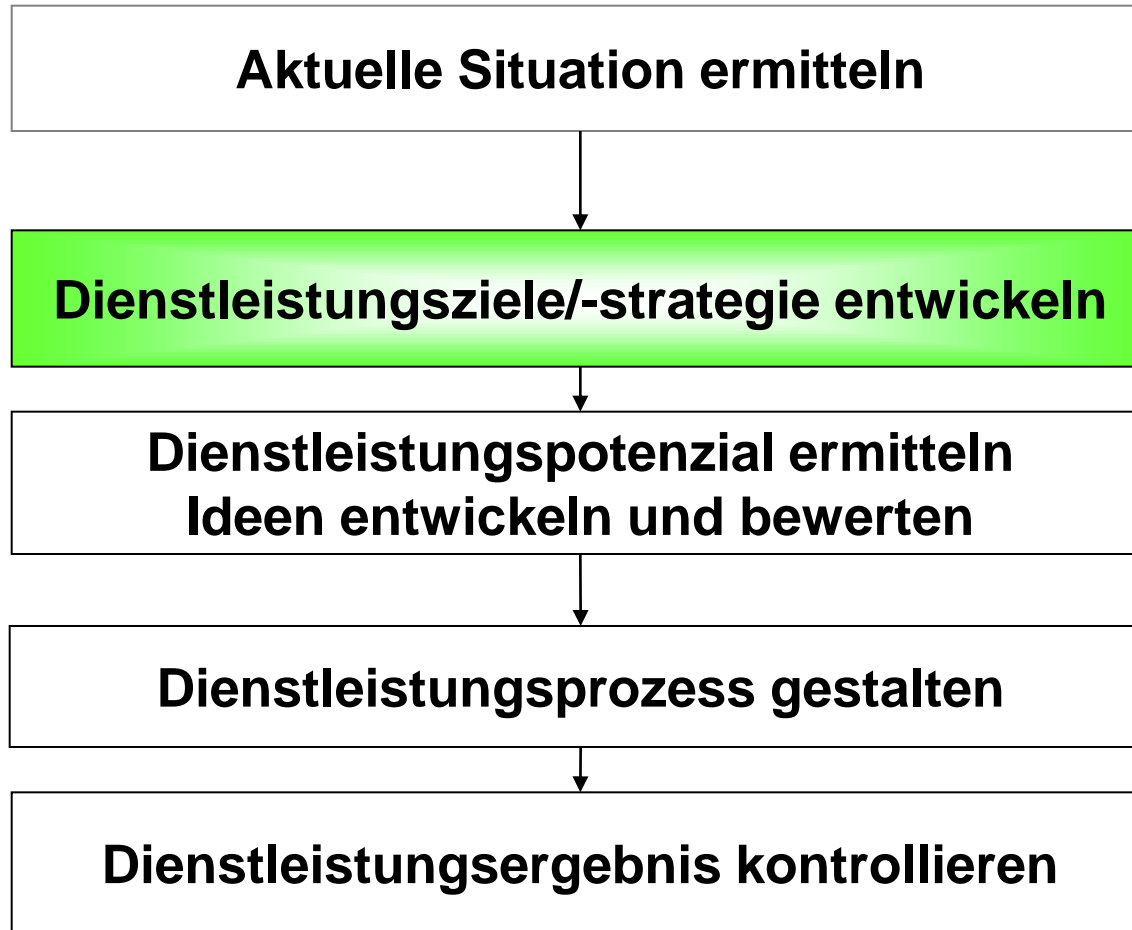 Aktuelle Situation ermitteln
Dienstleistungsziele/-strategie entwickeln
Dienstleistungspotenzial ermitteln
Ideen entwickeln und bewerten
Dienstleistungsprozess gestalten
Dienstleistungsergebnis kontrollieren